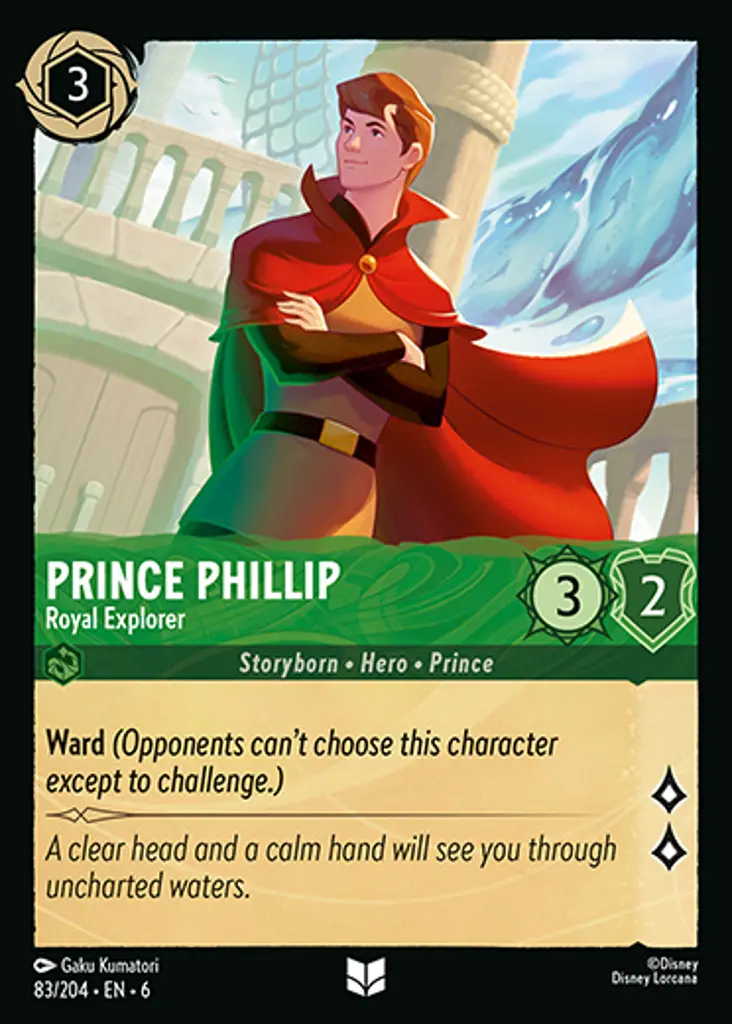 3
PRINCE PHILLIP
Royal Explorer
3
2
Storyborn • Hero • Prince
Ward (Opponents can't choose this character
except to challenge.)
A clear head and a calm hand will see you through
uncharted waters.
Gaku Kumatori
83/204 • EN • 6
©Disney
Disney Lorcana